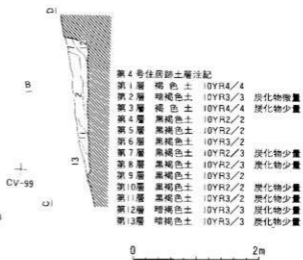 D
B
CV-99
C
2
13
第4号住居跡土層注記
第1層 褐色土 10YR4/4
第2層 暗褐色土 10YR3/3 炭化物微量
第3層 褐色土 10YR4/4 炭化物少量
第4層 黒褐色土 10YR2/2
第5層 黒褐色土 10YR2/2
第6層 黒褐色土 10YR2/2
第7層 黒褐色土 10YR2/3 炭化物少量
第8層 黒褐色土 10YR2/3 炭化物少量
第9層 黒褐色土 10YR3/2
第10層 黒褐色土 10YR2/2 炭化物少量
第11層 黒褐色土 10YR3/2 炭化物少量
第12層 暗褐色土 10YR3/3 炭化物少量
第13層 暗褐色土 10YR3/3 炭化物少量
0 2m